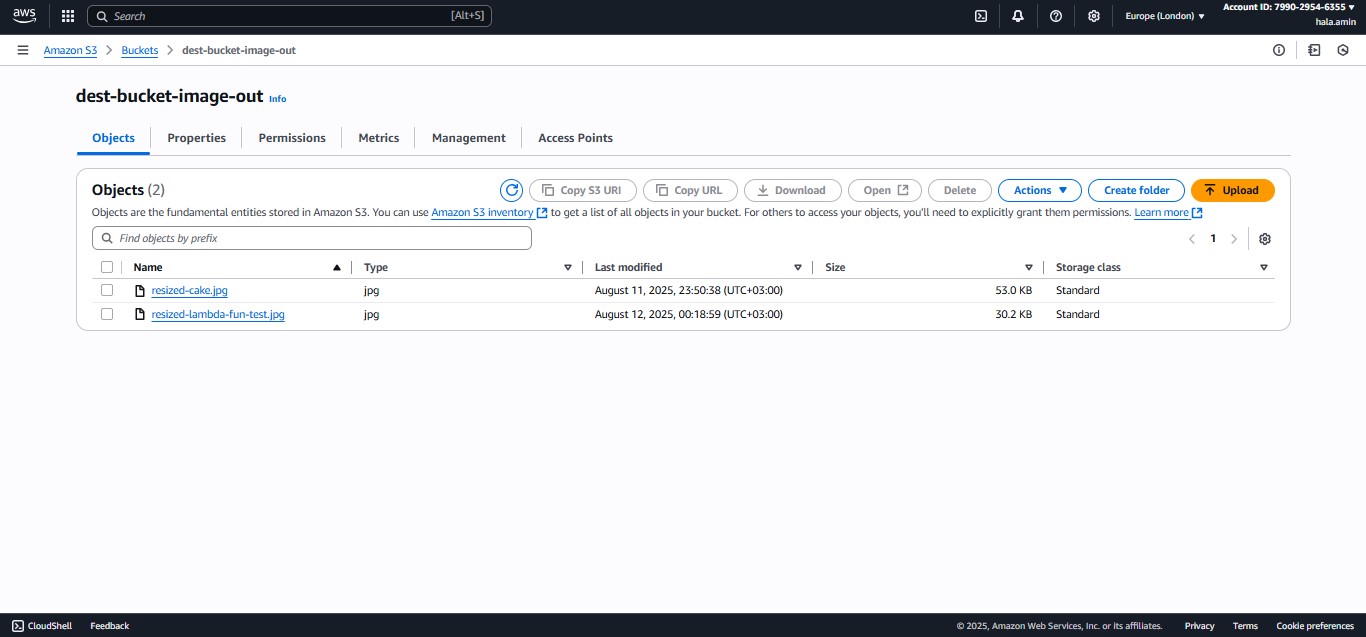 aws Search [Alt+S] Europe (London) ▼ Account ID: 7990-2954-6355 ▼
hala.amin
Amazon S3 > Buckets > dest-bucket-image-out
dest-bucket-image-out Info
Objects Properties Permissions Metrics Management Access Points
Objects (2) Copy S3 URI Copy URL Download Open Delete Actions ▼ Create folder Upload
Objects are the fundamental entities stored in Amazon S3. You can use Amazon S3 inventory to get a list of all objects in your bucket. For others to access your objects, you'll need to explicitly grant them permissions. Learn more
Find objects by prefix < 1 >
Name Type Last modified Size Storage class
resized-cake.jpg jpg August 11, 2025, 23:50:38 (UTC+03:00) 53.0 KB Standard
resized-lambda-fun-test.jpg jpg August 12, 2025, 00:18:59 (UTC+03:00) 30.2 KB Standard
CloudShell Feedback © 2025, Amazon Web Services, Inc. or its affiliates. Privacy Terms Cookie preferences